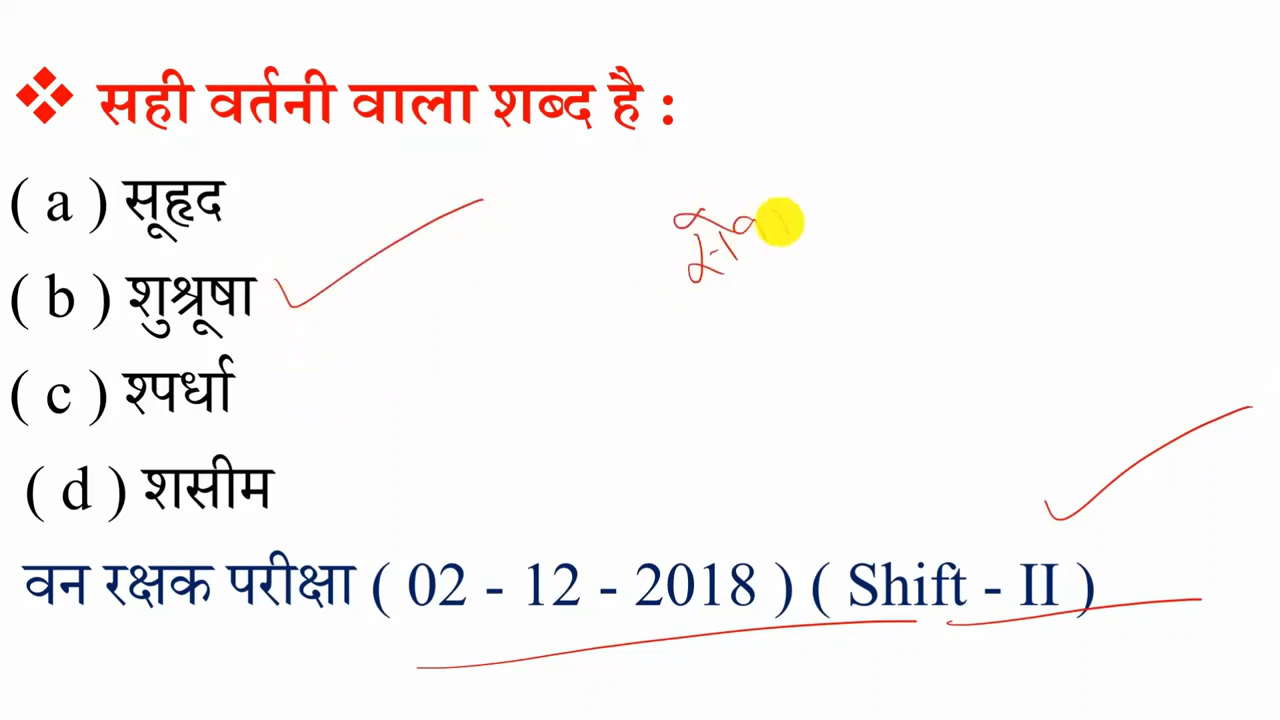 ❖ सही वर्तनी वाला शब्द है :
( a ) सूहृद
( b ) शुश्रूषा
( c ) श्पर्धा
( d ) शसीम
वन रक्षक परीक्षा ( 02 - 12 - 2018 ) ( Shift - II )